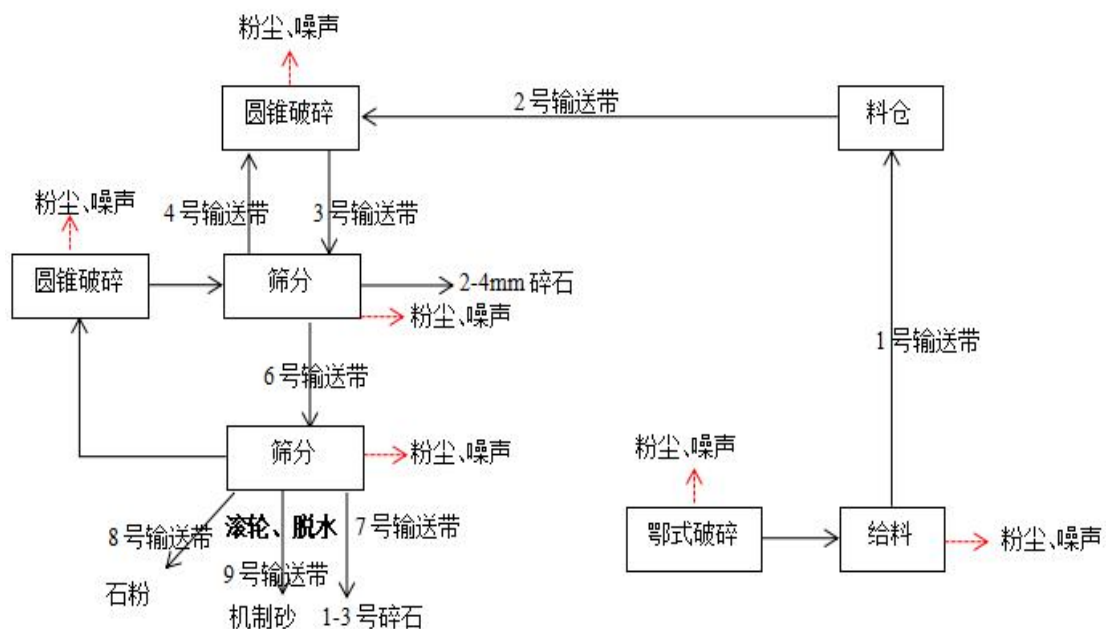 粉尘、噪声
圆锥破碎
2号输送带
料仓
粉尘、噪声
4号输送带
3号输送带
圆锥破碎
筛分
2-4mm 碎石
粉尘、噪声
1号输送带
6号输送带
筛分
粉尘、噪声
粉尘、噪声
8号输送带
滚轮、脱水
7号输送带
鄂式破碎
给料
粉尘、噪声
9号输送带
石粉
机制砂
1-3号碎石